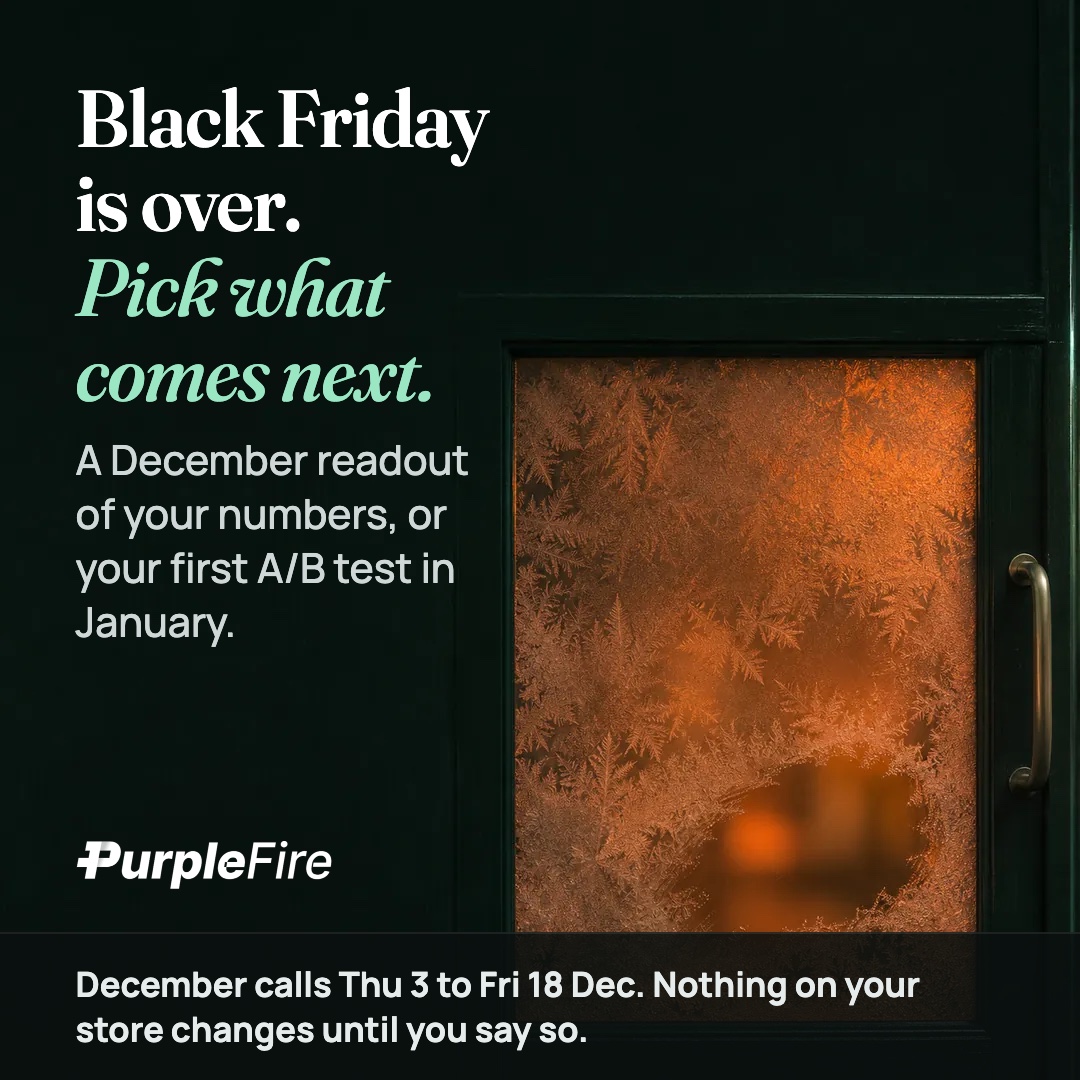 Black Friday
is over.
Pick what
comes next.
A December readout
of your numbers, or
your first A/B test in
January.
PurpleFire
December calls Thu 3 to Fri 18 Dec. Nothing on your
store changes until you say so.